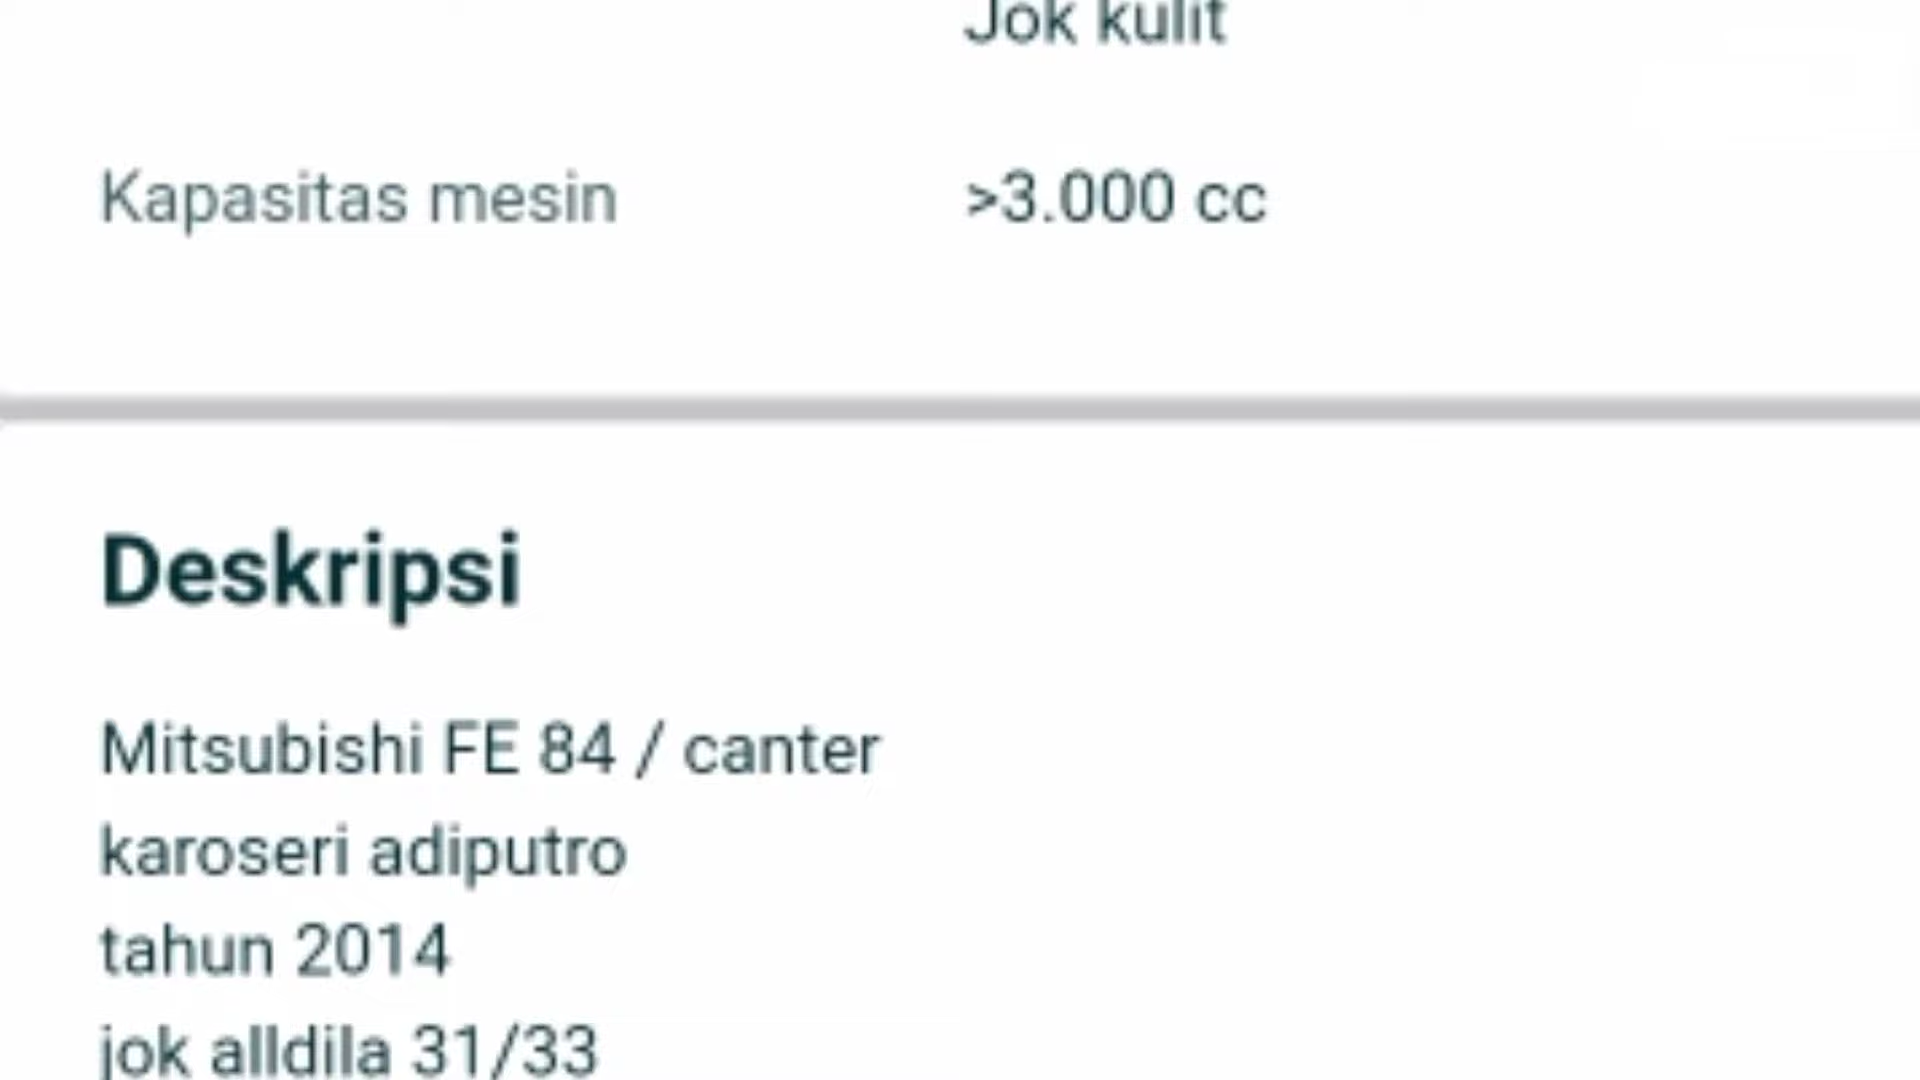 Jok kulit
Kapasitas mesin >3.000 cc
Deskripsi
Mitsubishi FE 84 / canter
karoseri adiputro
tahun 2014
jok alldila 31/33